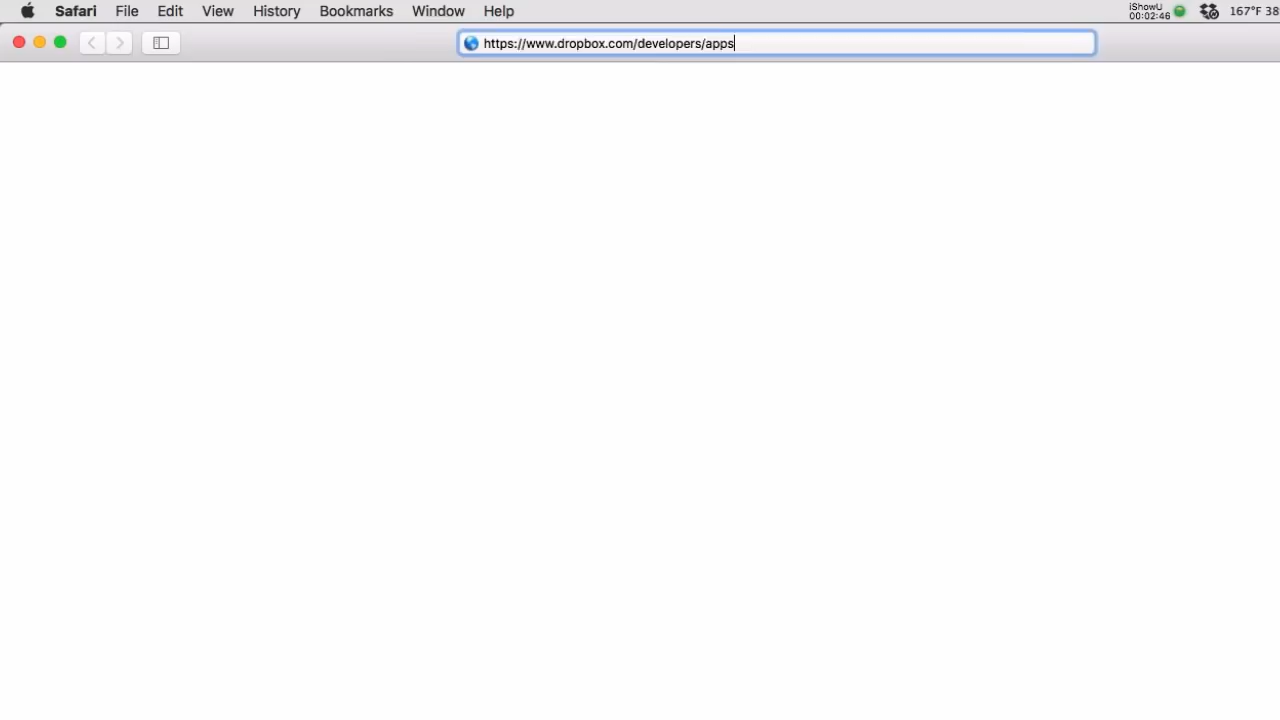 Safari File Edit View History Bookmarks Window Help iShowU 167°F 38
00:02:46
https://www.dropbox.com/developers/apps